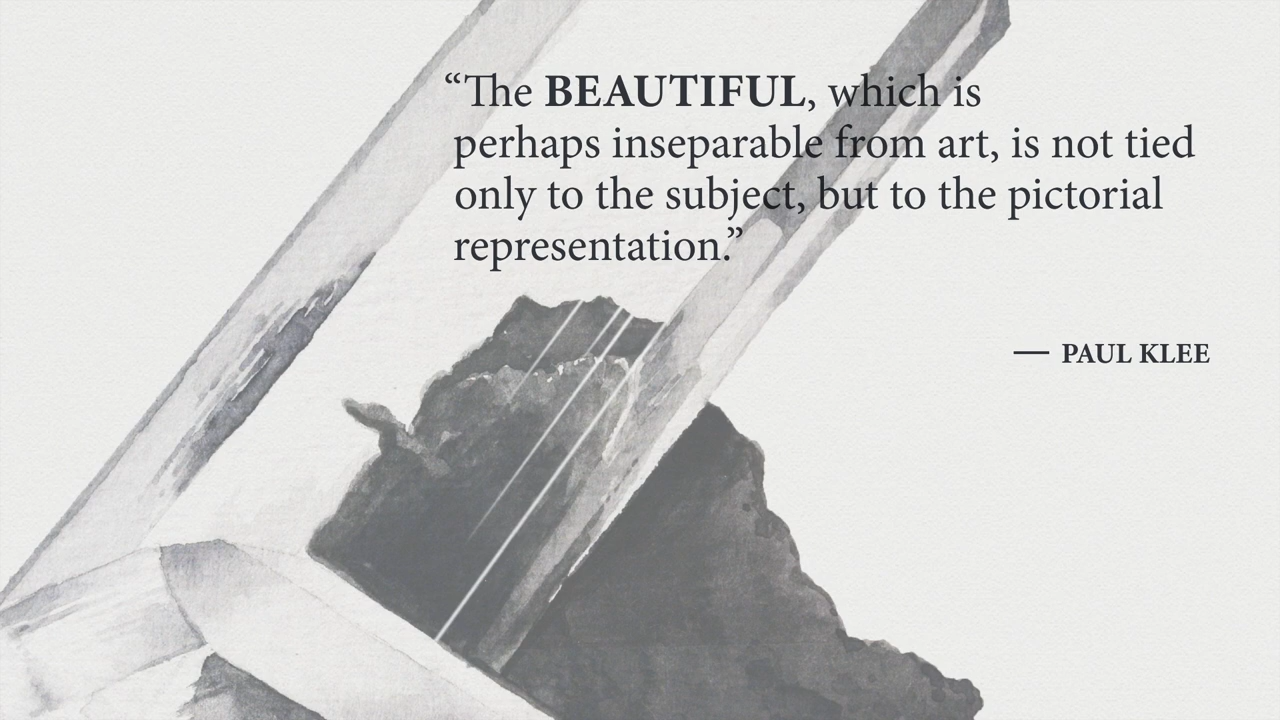 “The BEAUTIFUL, which is
perhaps inseparable from art, is not tied
only to the subject, but to the pictorial
representation.”
— PAUL KLEE